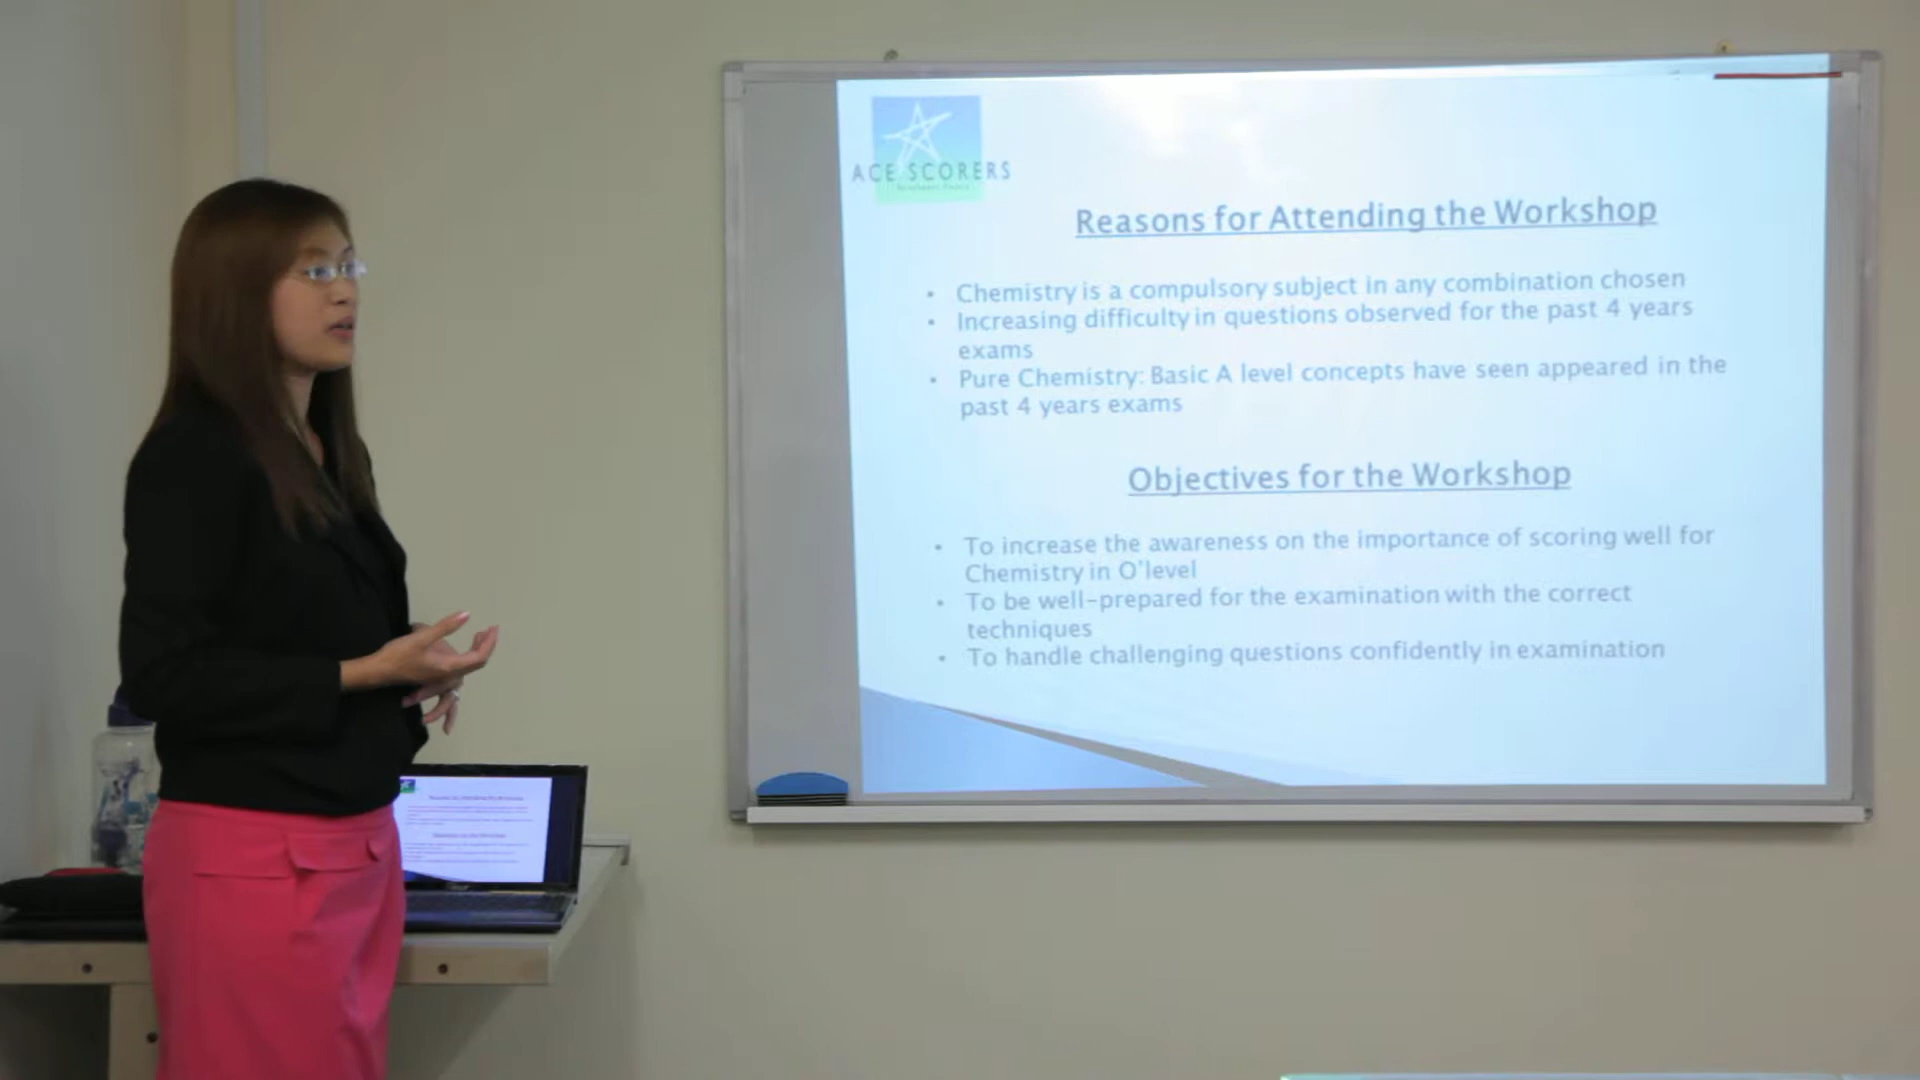 ACE SCORERS
Reasons for Attending the Workshop
• Chemistry is a compulsory subject in any combination chosen
• Increasing difficulty in questions observed for the past 4 years
exams
• Pure Chemistry: Basic A level concepts have seen appeared in the
past 4 years exams
Objectives for the Workshop
• To increase the awareness on the importance of scoring well for
Chemistry in O'level
• To be well-prepared for the examination with the correct
techniques
• To handle challenging questions confidently in examination